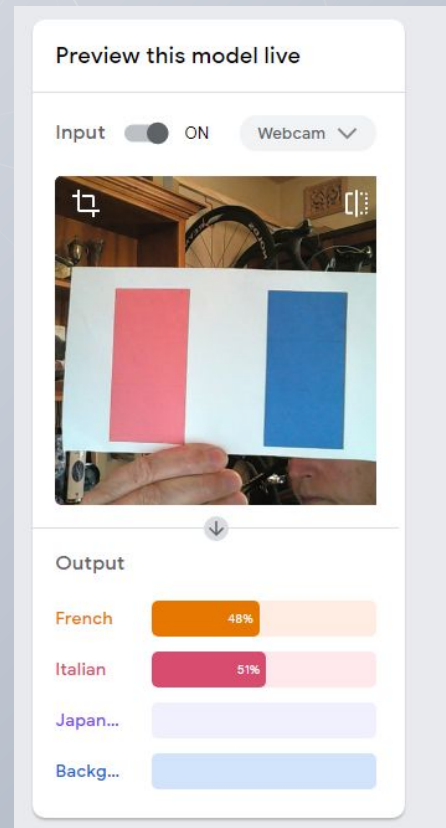 Preview this model live
Input ON Webcam
Output
French 48%
Italian 51%
Japan...
Backg...